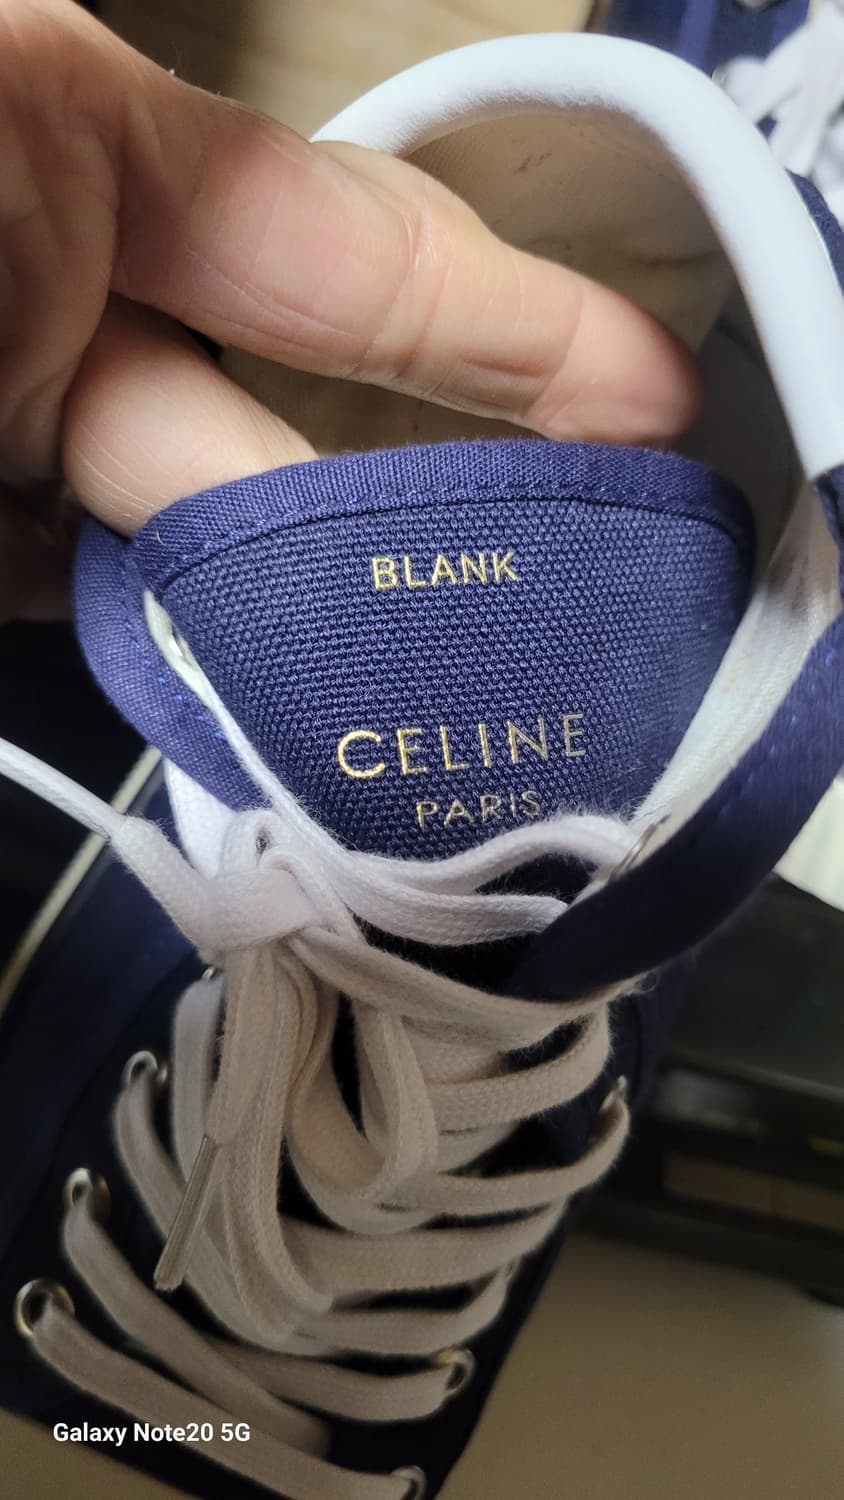 BLANK
CELINE
PARIS
Galaxy Note20 5G